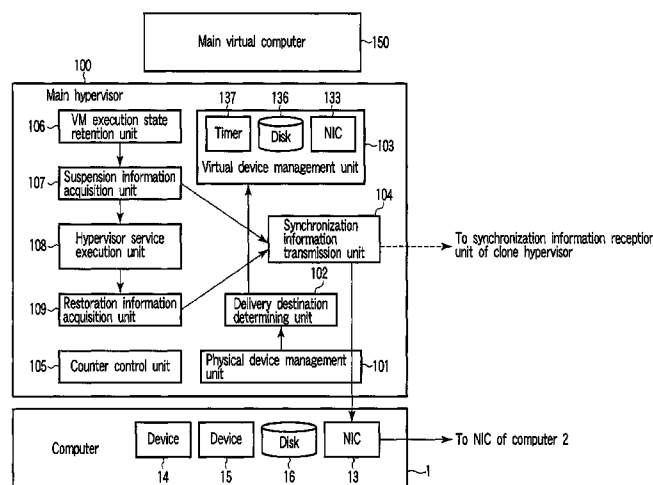 Main virtual computer
150
100
Main hypervisor
137
136
133
106
VM execution state
retention unit
Timer
Disk
NIC
103
Virtual device management unit
107
Suspension information
acquisition unit
104
Synchronization
information
transmission unit
To synchronization information reception
unit of clone hypervisor
108
Hypervisor service
execution unit
102
109
Restoration information
acquisition unit
Delivery destination
determining unit
105
Counter control unit
Physical device management
unit
101
Computer
Device
Device
Disk
NIC
To NIC of computer 2
14
15
16
13
1